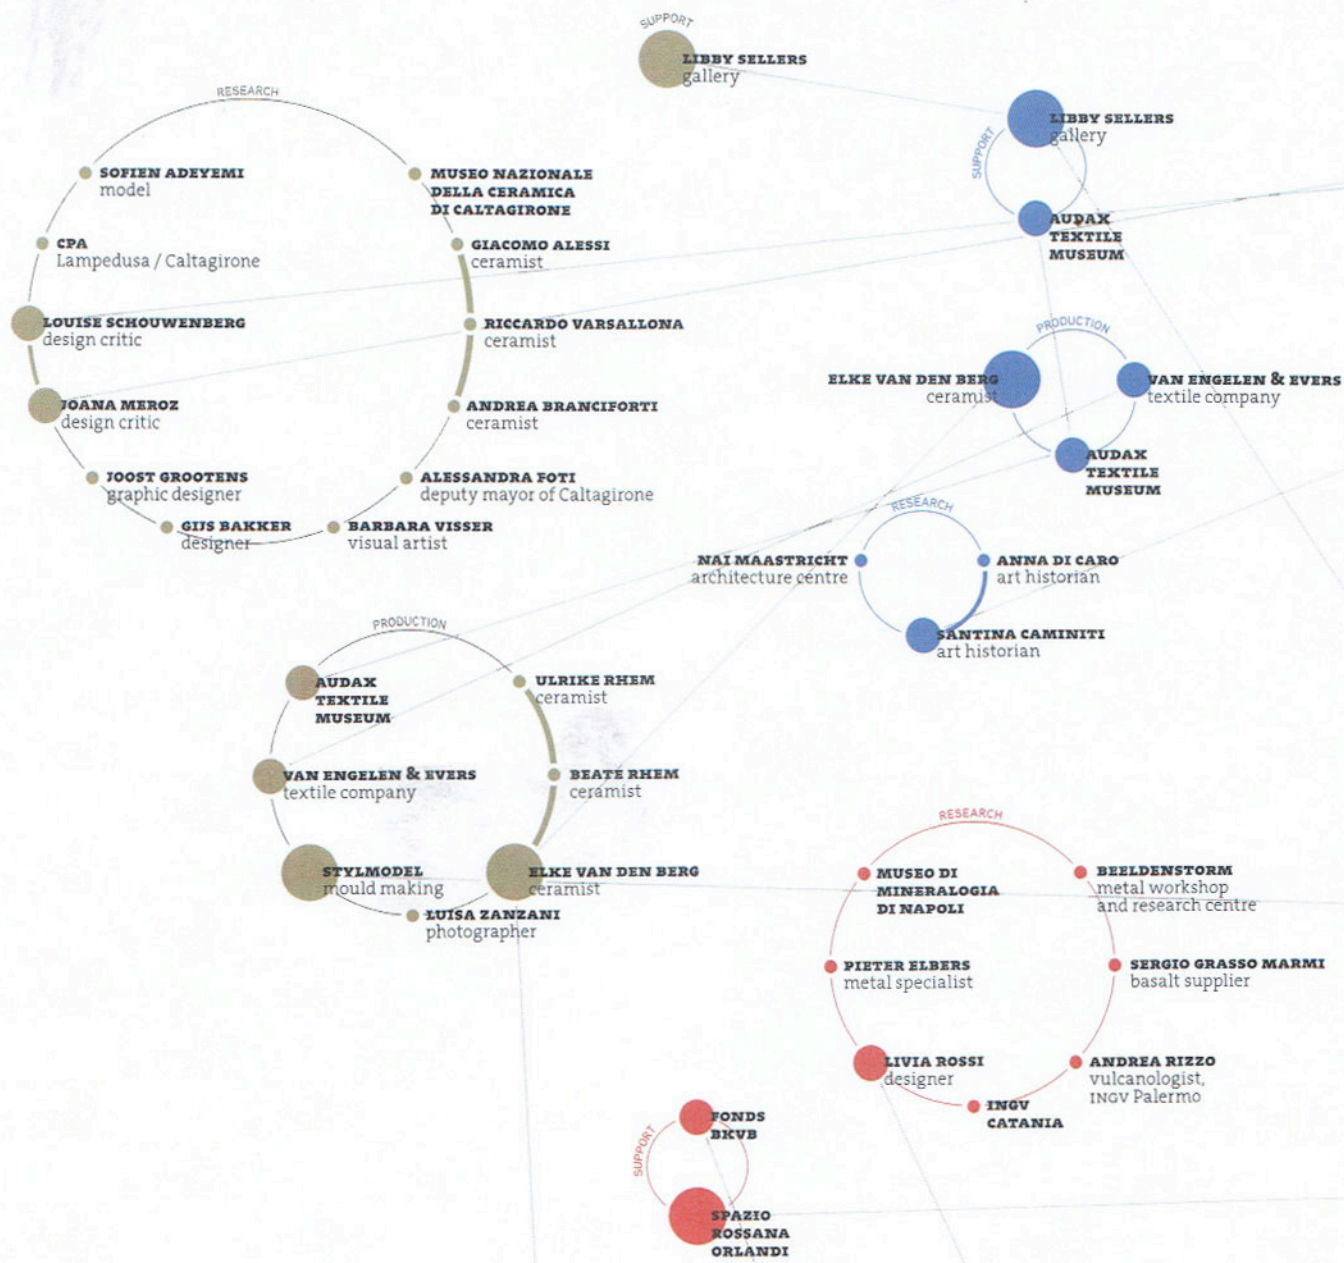 SUPPORT
LIBBY SELLERS
gallery
RESEARCH
SOFIEN ADEYEMI
model
MUSEO NAZIONALE
DELLA CERAMICA
DI CALTAGIRONE
CPA
Lampedusa / Caltagirone
GIACOMO ALESSI
ceramist
LOUISE SCHOUWENBERG
design critic
RICCARDO VARSALLONA
ceramist
JOANA MEROZ
design critic
ANDREA BRANCIFORTI
ceramist
JOOST GROOTENS
graphic designer
ALESSANDRA FOTI
deputy mayor of Caltagirone
GIJS BAKKER
designer
BARBARA VISSER
visual artist
SUPPORT
LIBBY SELLERS
gallery
AUDAX
TEXTILE
MUSEUM
PRODUCTION
ELKE VAN DEN BERG
ceramist
VAN ENGELEN & EVERS
textile company
AUDAX
TEXTILE
MUSEUM
RESEARCH
NAI MAASTRICHT
architecture centre
ANNA DI CARO
art historian
SANTINA CAMINITI
art historian
PRODUCTION
AUDAX
TEXTILE
MUSEUM
ULRIKE RHEM
ceramist
VAN ENGELEN & EVERS
textile company
BEATE RHEM
ceramist
STYLMODEL
mould making
ELKE VAN DEN BERG
ceramist
LUISA ZANZANI
photographer
RESEARCH
MUSEO DI
MINERALOGIA
DI NAPOLI
BEELDENSTORM
metal workshop
and research centre
PIETER ELBERS
metal specialist
SERGIO GRASSO MARMI
basalt supplier
LIVIA ROSSI
designer
ANDREA RIZZO
vulcanologist,
INGV Palermo
INGV
CATANIA
SUPPORT
FONDS
BKVB
SPAZIO
ROSSANA
ORLANDI